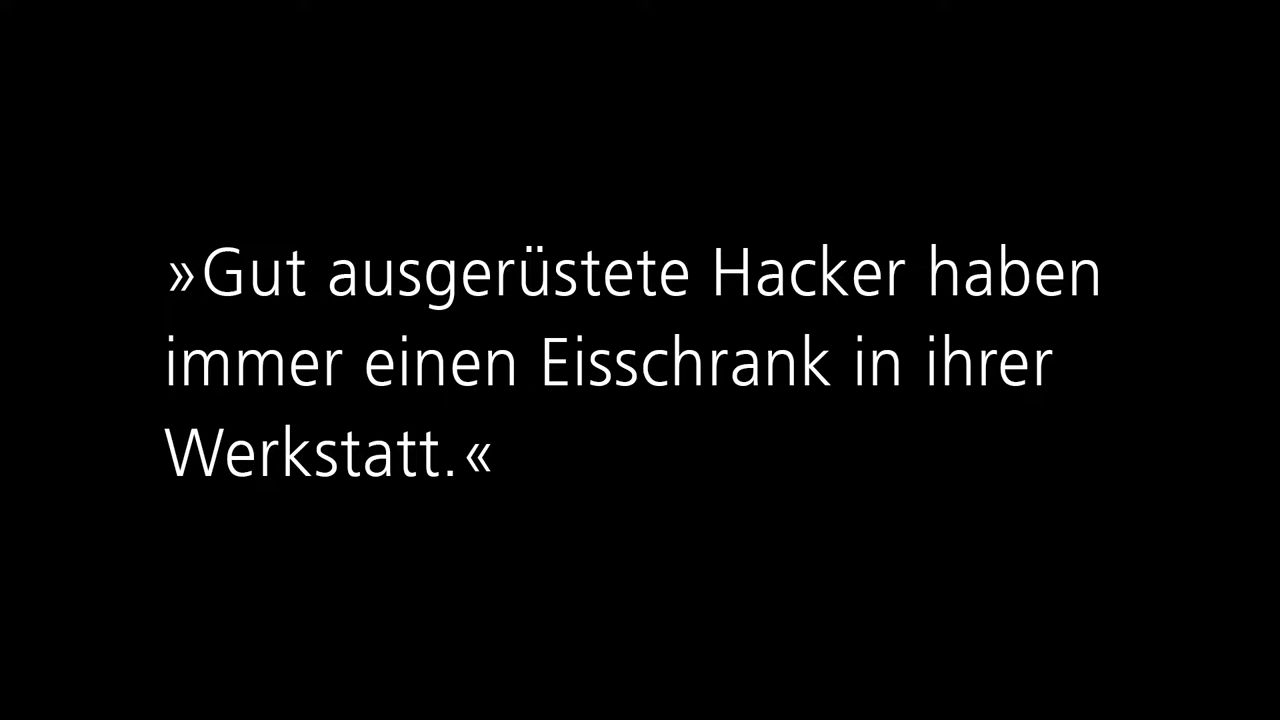 »Gut ausgerüstete Hacker haben
immer einen Eisschrank in ihrer
Werkstatt.«